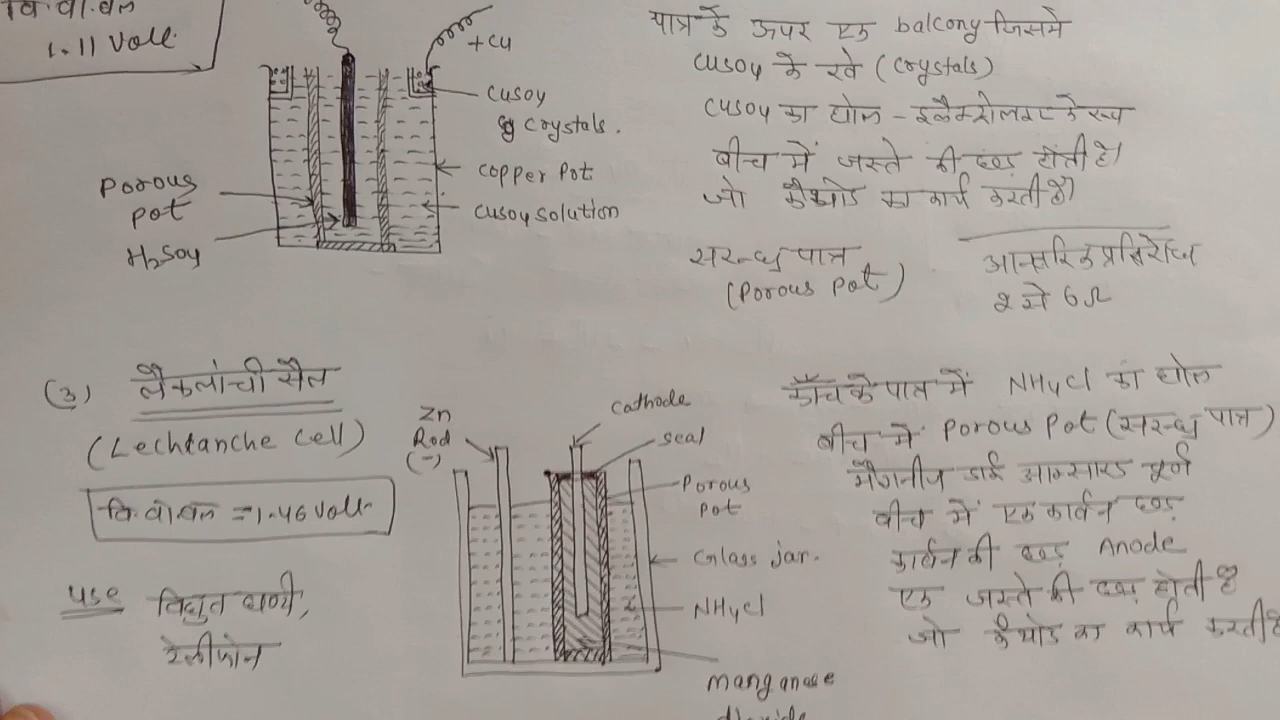 वि.वा.बल
1.11 Volt.
+Cu
CuSO4
Crystals.
Copper Pot
CuSO4 Solution
Porous
pot
H2SO4
पात्र के ऊपर एक balcony जिसमे
CuSO4 के रवे (Crystals)
CuSO4 का घोल - इलैक्ट्रोलाइट के रूप
बीच में जस्ते की छड़ होती है।
जो कैथोड का कार्य करती है।
सरन्ध्र पात्र
(Porous Pot)
आन्तरिक प्रतिरोध
2 से 6Ω
(3) लैकलांची सैल
(Lechlanche Cell)
वि.वा.बल = 1.46 Volt.
Use विद्युत घण्टी,
टेलीफोन
Zn
Rod
(-)
Cathode
Seal
Porous
Pot
Glass jar.
NH4Cl
Manganese
dioxide
काँच के पात्र में NH4Cl का घोल
बीच में Porous Pot (सरन्ध्र पात्र)
मैगनीज डाई आक्साइड चूर्ण
बीच में एक कार्बन छड़
कार्बन की छड़ Anode
एक जस्ते की छड़ होती है
जो कैथोड का कार्य करती है